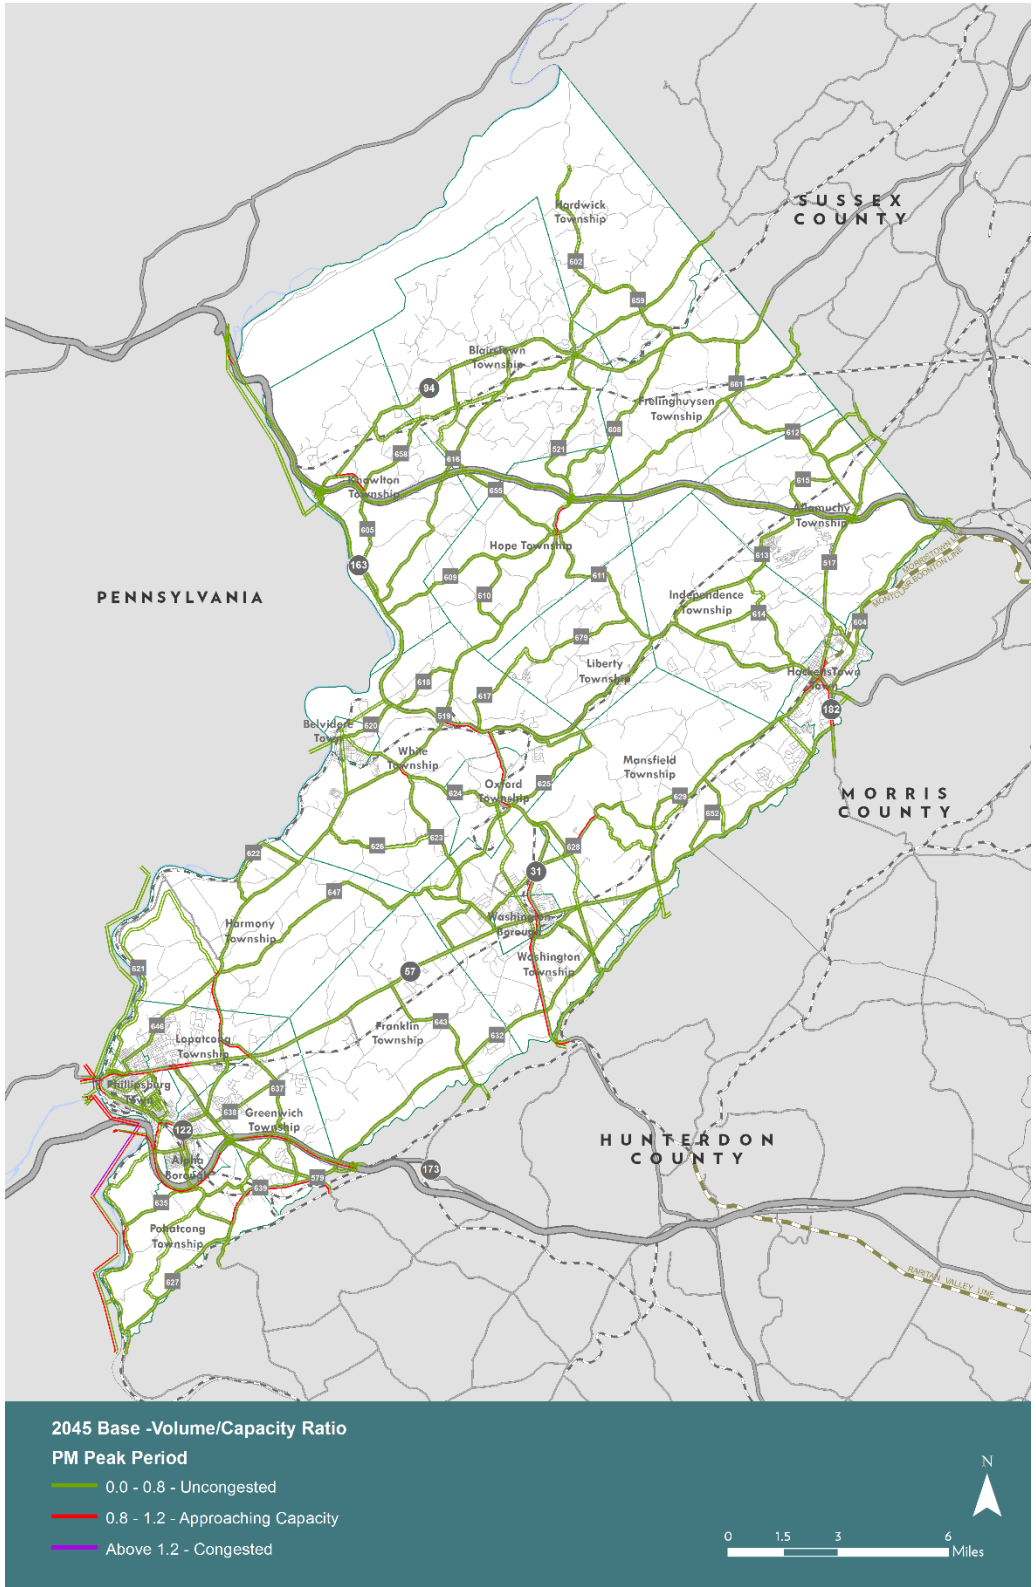 SUSSEX
COUNTY
Hardwick
Township
602
659
Blairstown
Township
94
661
Frelinghuysen
Township
608
612
521
658
616
615
Knowlton
Township
655
Allamuchy
Township
605
Hope Township
MORRISTOWN LINE
MONTCLAIR BOONTON LINE
613
517
163
609
611
PENNSYLVANIA
610
Independence
Township
614
604
679
Liberty
Township
Hackettstown
Town
618
617
182
519
Belvidere
Town
620
White
Township
Mansfield
Township
Oxford
Township
625
624
629
MORRIS
COUNTY
652
623
626
628
622
31
647
Harmony
Township
Washington
Borough
Washington
Township
621
57
643
Franklin
Township
646
632
Lopatcong
Township
Phillipsburg
Town
637
638
Greenwich
Township
122
HUNTERDON
COUNTY
Alpha
Borough
173
579
639
635
Pohatcong
Township
627
RARITAN VALLEY LINE
2045 Base -Volume/Capacity Ratio
PM Peak Period
0.0 - 0.8 - Uncongested
0.8 - 1.2 - Approaching Capacity
Above 1.2 - Congested
N
0 1.5 3 6
Miles